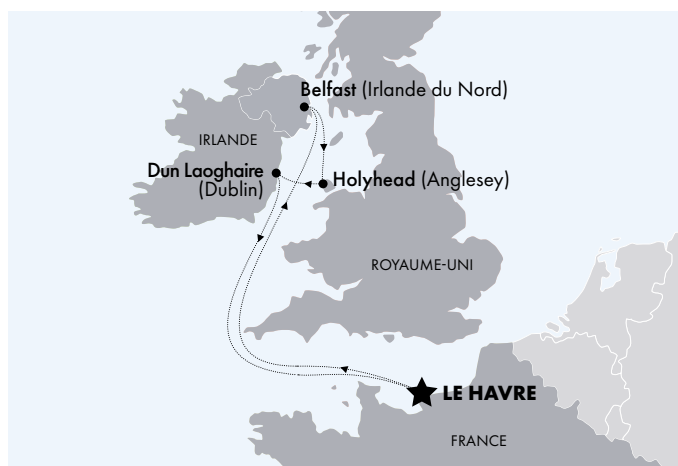 Belfast (Irlande du Nord)
IRLANDE
Dun Laoghaire
(Dublin)
Holyhead (Anglesey)
ROYAUME-UNI
LE HAVRE
FRANCE